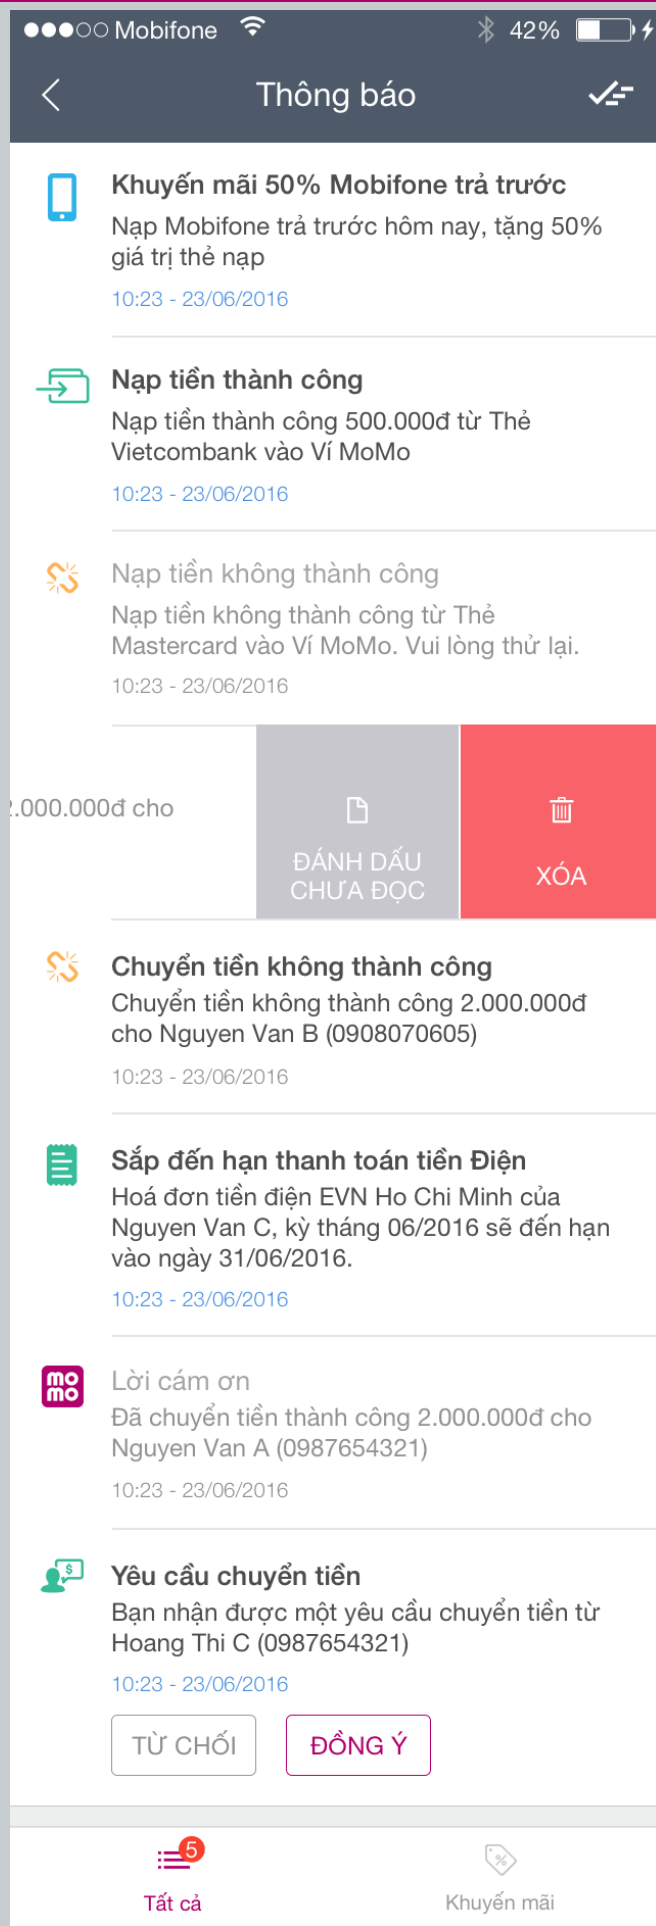 Mobifone
42%
Thông báo
Khuyến mãi 50% Mobifone trả trước
Nạp Mobifone trả trước hôm nay, tặng 50%
giá trị thẻ nạp
10:23 - 23/06/2016
Nạp tiền thành công
Nạp tiền thành công 500.000đ từ Thẻ
Vietcombank vào Ví MoMo
10:23 - 23/06/2016
Nạp tiền không thành công
Nạp tiền không thành công từ Thẻ
Mastercard vào Ví MoMo. Vui lòng thử lại.
10:23 - 23/06/2016
.000.000đ cho
ĐÁNH DẤU
CHƯA ĐỌC
XÓA
Chuyển tiền không thành công
Chuyển tiền không thành công 2.000.000đ
cho Nguyen Van B (0908070605)
10:23 - 23/06/2016
Sắp đến hạn thanh toán tiền Điện
Hoá đơn tiền điện EVN Ho Chi Minh của
Nguyen Van C, kỳ tháng 06/2016 sẽ đến hạn
vào ngày 31/06/2016.
10:23 - 23/06/2016
mo
mo
Lời cám ơn
Đã chuyển tiền thành công 2.000.000đ cho
Nguyen Van A (0987654321)
10:23 - 23/06/2016
$
Yêu cầu chuyển tiền
Bạn nhận được một yêu cầu chuyển tiền từ
Hoang Thi C (0987654321)
10:23 - 23/06/2016
TỪ CHỐI
ĐỒNG Ý
5
%
Tất cả
Khuyến mãi